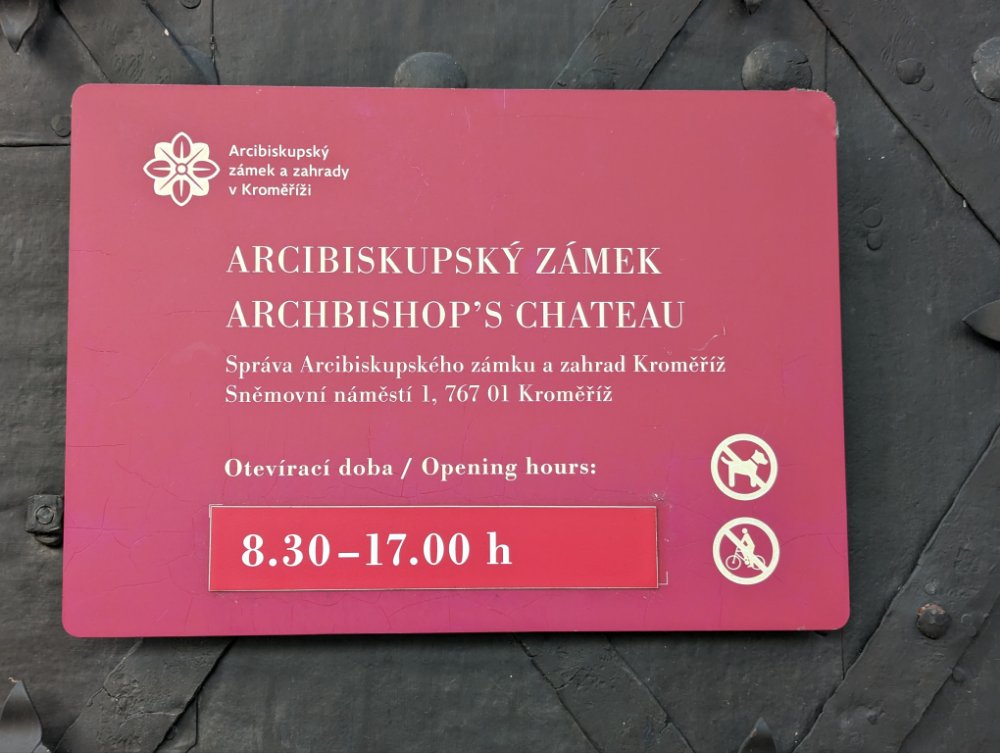 Arcibiskupský
zámek a zahrady
v Kroměříži
ARCIBISKUPSKÝ ZÁMEK
ARCHBISHOP'S CHATEAU
Správa Arcibiskupského zámku a zahrad Kroměříž
Sněmovní náměstí 1, 767 01 Kroměříž
Otevírací doba / Opening hours:
8.30–17.00 h